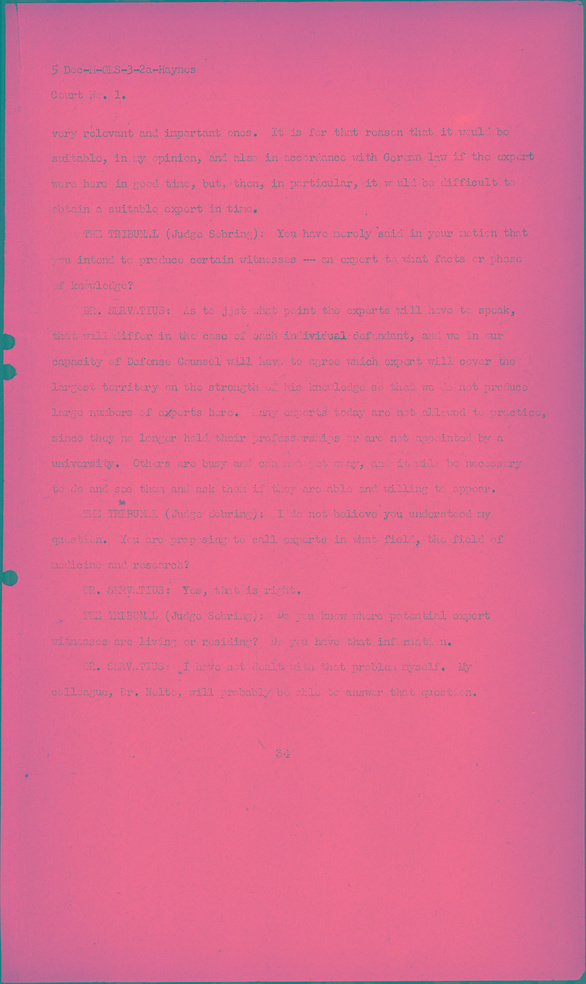 5 Dec-M-GLS-3-2a-Haynes
Court No. 1.
very relevant and important ones. It is for that reason that it would be
suitable, in my opinion, and also in accordance with German law if the expert
were here in good time, but, then, in particular, it would be difficult to
obtain a suitable expert in time.
THE TRIBUNAL (Judge Sebring): You have merely said in your motion that
you intend to produce certain witnesses -- an expert to what facts or phase
of knowledge?
DR. SERVATIUS: As to just what point the experts will have to speak,
that will differ in the case of each individual defendant, and we in our
capacity of Defense Counsel will have to agree which expert will cover the
largest territory on the strength of his knowledge so that we do not produce
large numbers of experts here. Many experts today are not allowed to practice,
since they no longer hold their professorships or are not appointed by a
university. Others are busy and can not get away, and it will be necessary
to do and see them and ask them if they are able and willing to appear.
THE TRIBUNAL (Judge Sebring): I do not believe you understood my
question. You are proposing to call experts in what field, the field of
medicine and research?
DR. SERVATIUS: Yes, that is right.
THE TRIBUNAL (Judge Sebring): Do you know where potential expert
witnesses are living or residing? Do you have that information.
DR. SERVATIUS: I have not dealt with that problem myself. My
colleague, Dr. Nelte, will probably be able to answer that question.
34